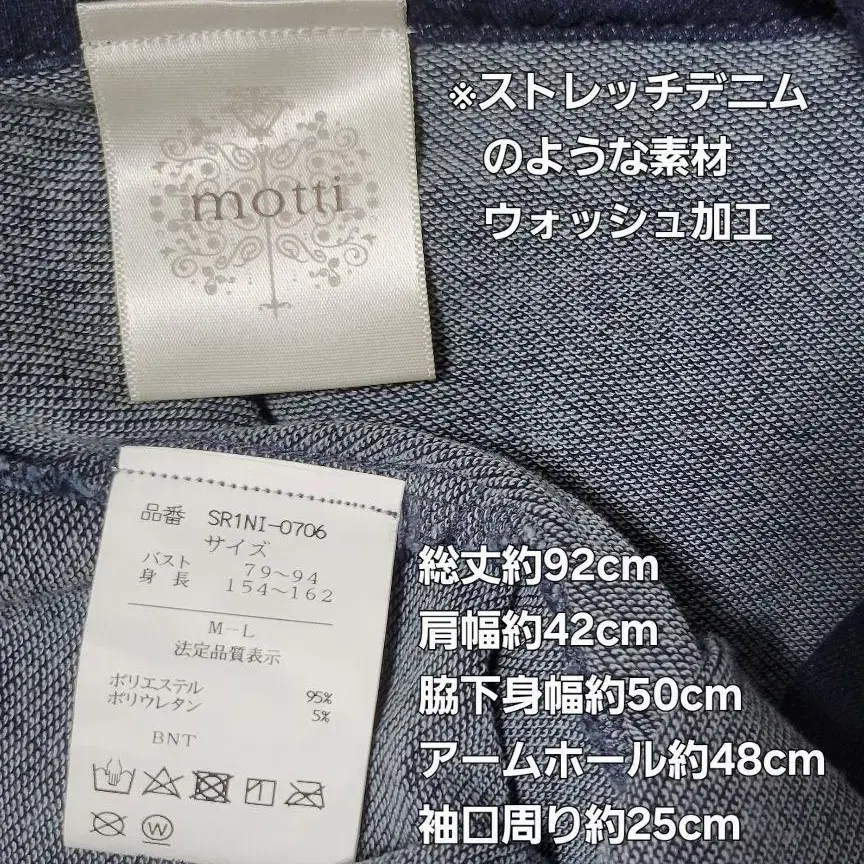 motti
※ストレッチデニム
のような素材
ウォッシュ加工
品番 SR1NI-0706
サイズ
バスト 79～94
身長 154～162
M-L
法定品質表示
ポリエステル 95%
ポリウレタン 5%
BNT
W
総丈約92cm
肩幅約42cm
脇下身幅約50cm
アームホール約48cm
袖口周り約25cm